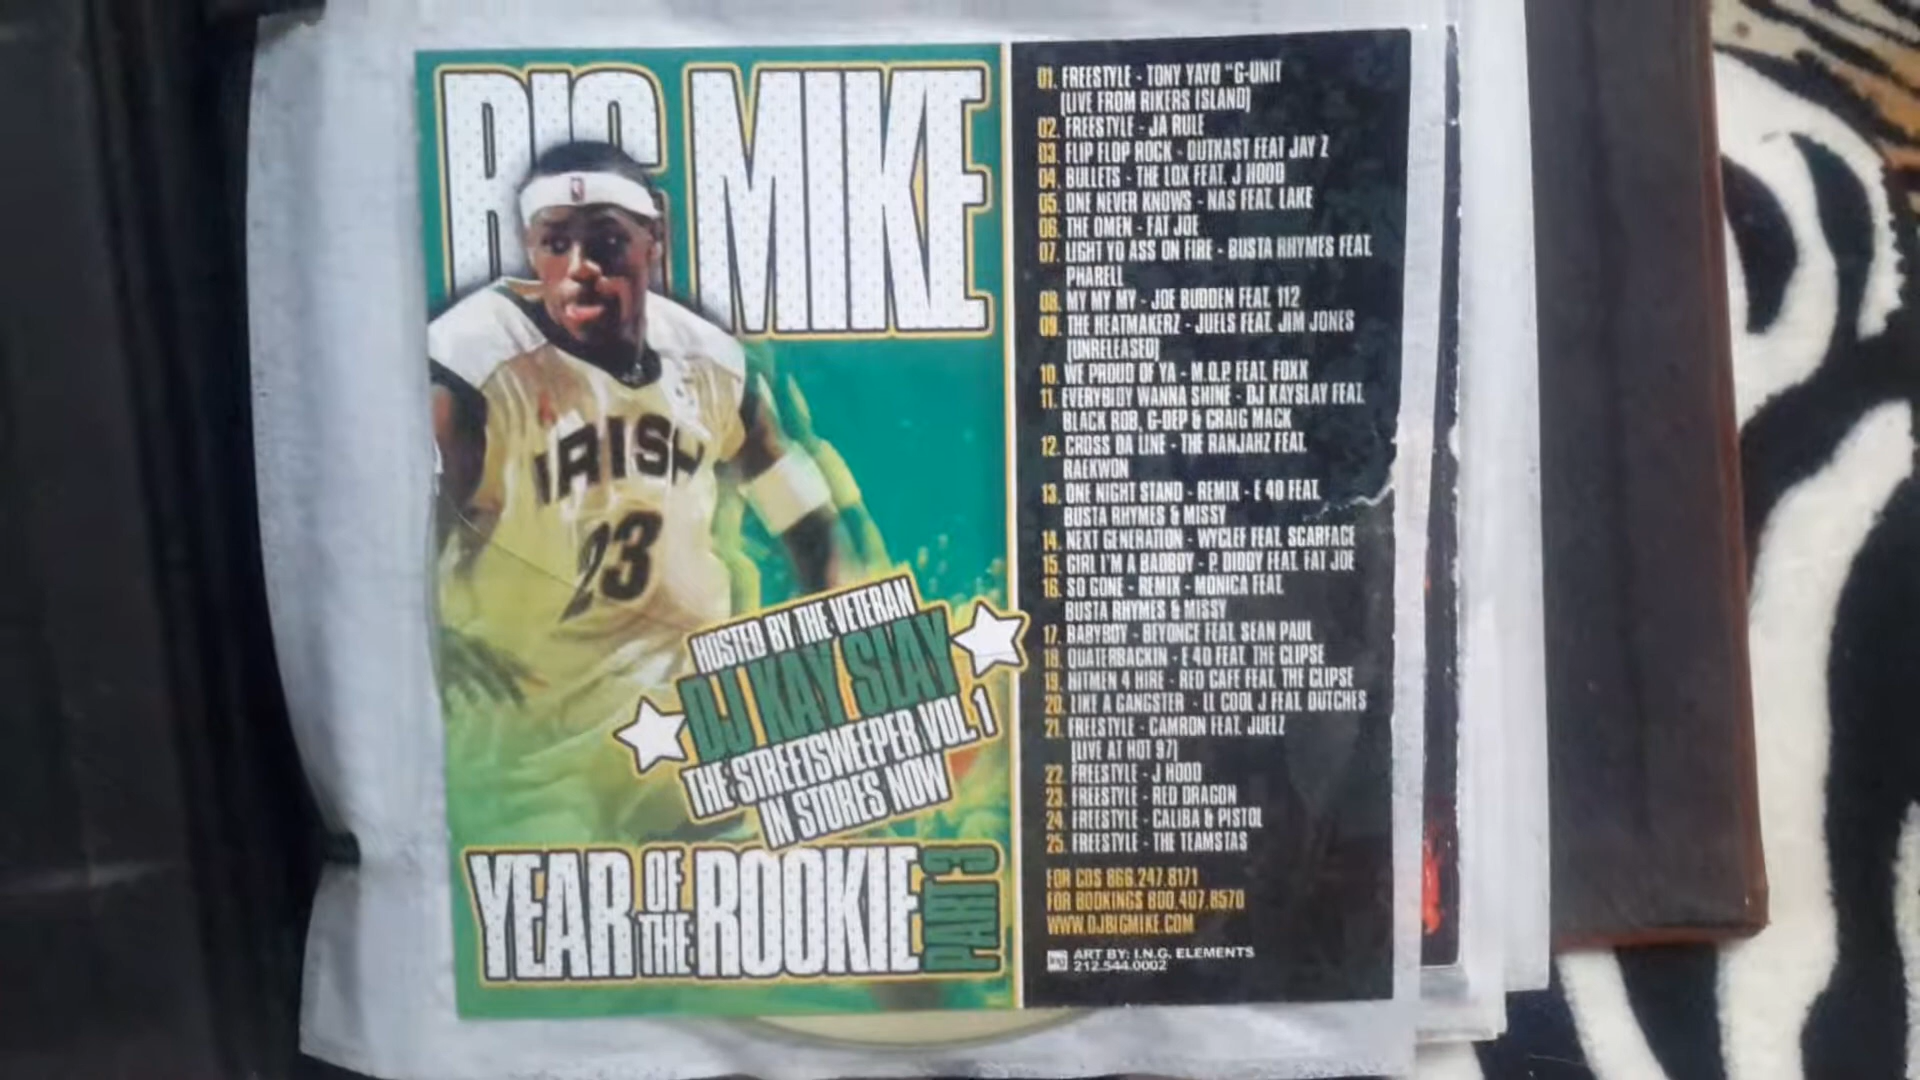 BIG MIKE
IRISH
23
HOSTED BY THE VETERAN
DJ KAY SLAY
THE STREETSWEEPER VOL 1
IN STORES NOW
YEAR OF THE ROOKIE PART 3
01. FREESTYLE - TONY YAYO "G-UNIT
[LIVE FROM RIKERS ISLAND]
02. FREESTYLE - JA RULE
03. FLIP FLOP ROCK - OUTKAST FEAT JAY Z
04. BULLETS - THE LOX FEAT. J HOOD
05. ONE NEVER KNOWS - NAS FEAT. LAKE
06. THE OMEN - FAT JOE
07. LIGHT YO ASS ON FIRE - BUSTA RHYMES FEAT.
PHARELL
08. MY MY MY - JOE BUDDEN FEAT. 112
09. THE HEATMAKERZ - JUELS FEAT. JIM JONES
[UNRELEASED]
10. WE PROUD OF YA - M.O.P. FEAT. FOXX
11. EVERYBIDY WANNA SHINE - DJ KAYSLAY FEAT.
BLACK ROB, G-DEP & CRAIG MACK
12. CROSS DA LINE - THE RANJAHZ FEAT.
RAEKWON
13. ONE NIGHT STAND - REMIX - E 40 FEAT.
BUSTA RHYMES & MISSY
14. NEXT GENERATION - WYCLEF FEAT. SCARFACE
15. GIRL I'M A BADBOY - P. DIDDY FEAT. FAT JOE
16. SO GONE - REMIX - MONICA FEAT.
BUSTA RHYMES & MISSY
17. BABYBOY - BEYONCE FEAT. SEAN PAUL
18. QUATERBACKIN - E 40 FEAT. THE CLIPSE
19. HITMEN 4 HIRE - RED CAFE FEAT. THE CLIPSE
20. LIKE A GANGSTER - LL COOL J FEAT. DUTCHES
21. FREESTYLE - CAMRON FEAT. JUELZ
[LIVE AT HOT 97]
22. FREESTYLE - J HOOD
23. FREESTYLE - RED DRAGON
24. FREESTYLE - CALIBA & PISTOL
25. FREESTYLE - THE TEAMSTAS
FOR CDS 866.247.8171
FOR BOOKINGS 800.407.8570
WWW.DJBIGMIKE.COM
ART BY: I.N.G. ELEMENTS
212.544.0002